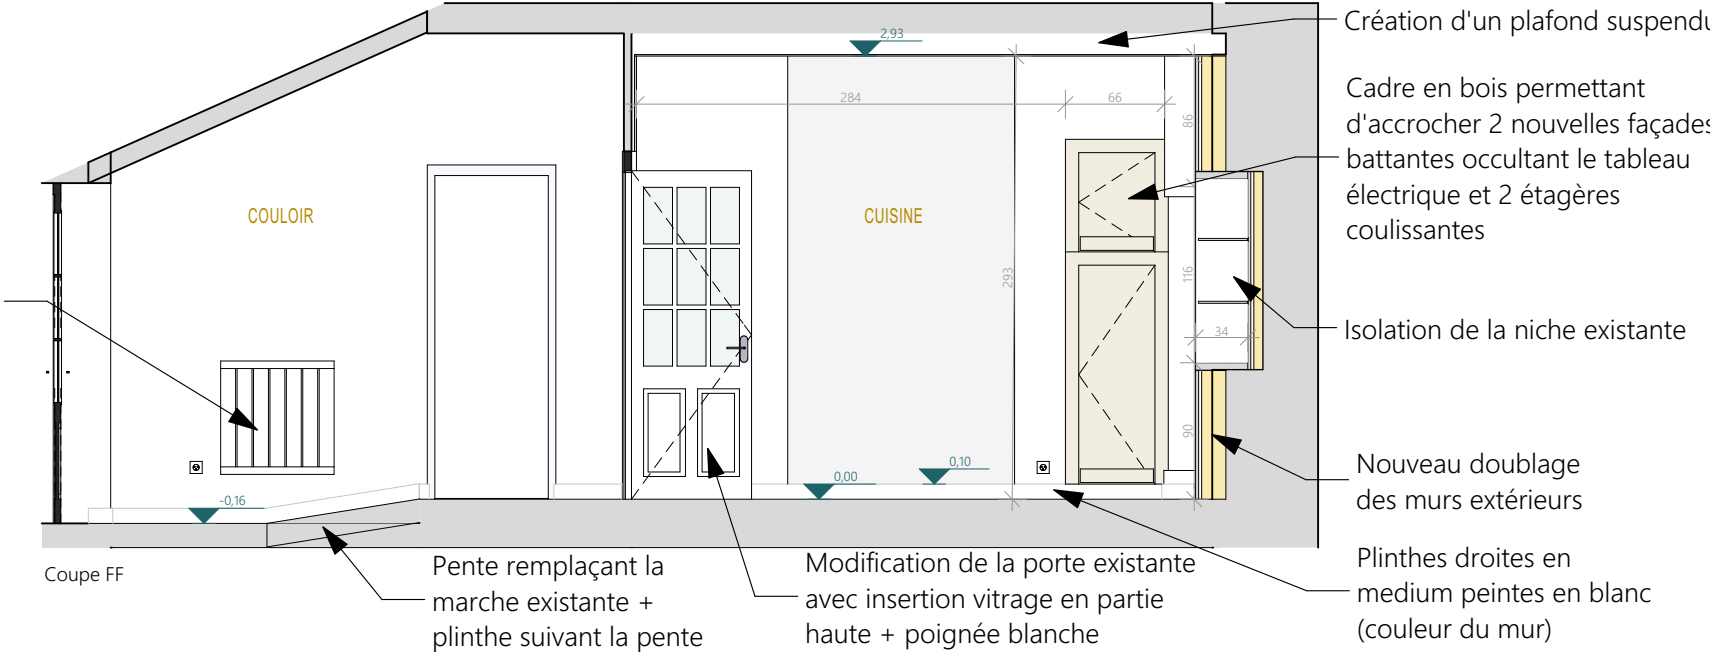 Création d'un plafond suspendu
2,93
Cadre en bois permettant
d'accrocher 2 nouvelles façades
battantes occultant le tableau
électrique et 2 étagères
coulissantes
284
66
86
COULOIR
CUISINE
293
116
34
Isolation de la niche existante
90
0,10
0,00
-0,16
Nouveau doublage
des murs extérieurs
Coupe FF
Pente remplaçant la
marche existante +
plinthe suivant la pente
Modification de la porte existante
avec insertion vitrage en partie
haute + poignée blanche
Plinthes droites en
medium peintes en blanc
(couleur du mur)